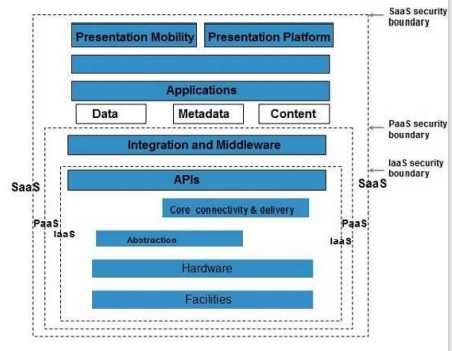 SaaS security
boundary
Presentation Mobility Presentation Platform
Applications
Data Metadata Content
PaaS security
boundary
Integration and Middleware
IaaS security
boundary
APIs
SaaS SaaS
Core connectivity & delivery
PaaS PaaS
IaaS IaaS
Abstraction
Hardware
Facilities